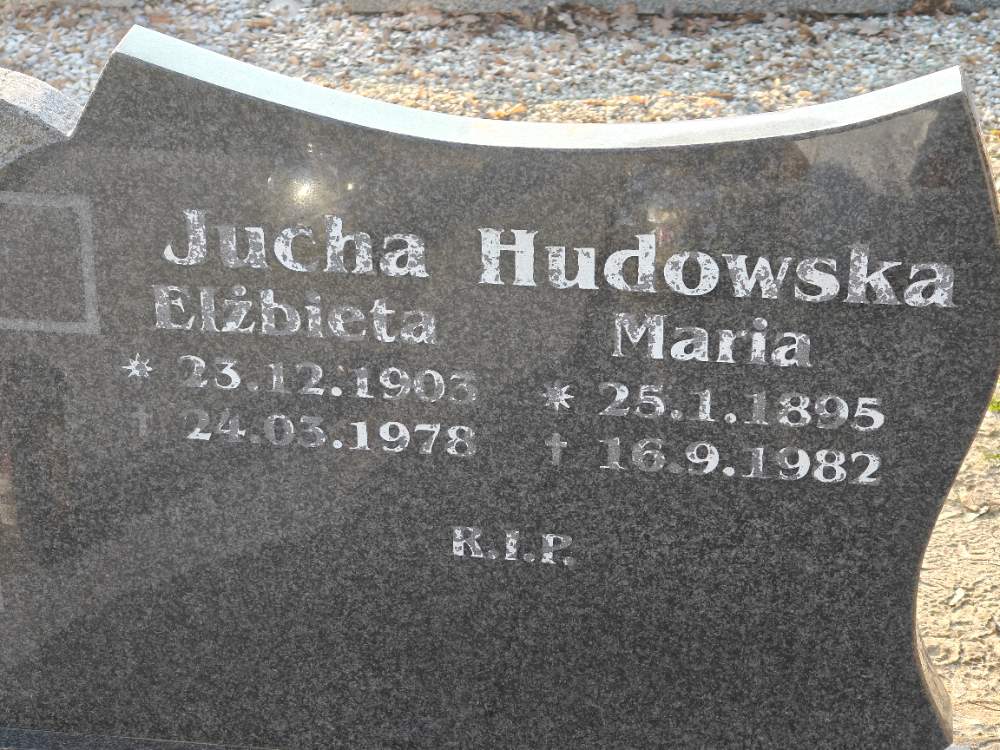 Jucha Hudowska
Elżbieta Maria
* 23.12.1903 * 25.1.1895
† 24.03.1978 † 16.9.1982
R.I.P.